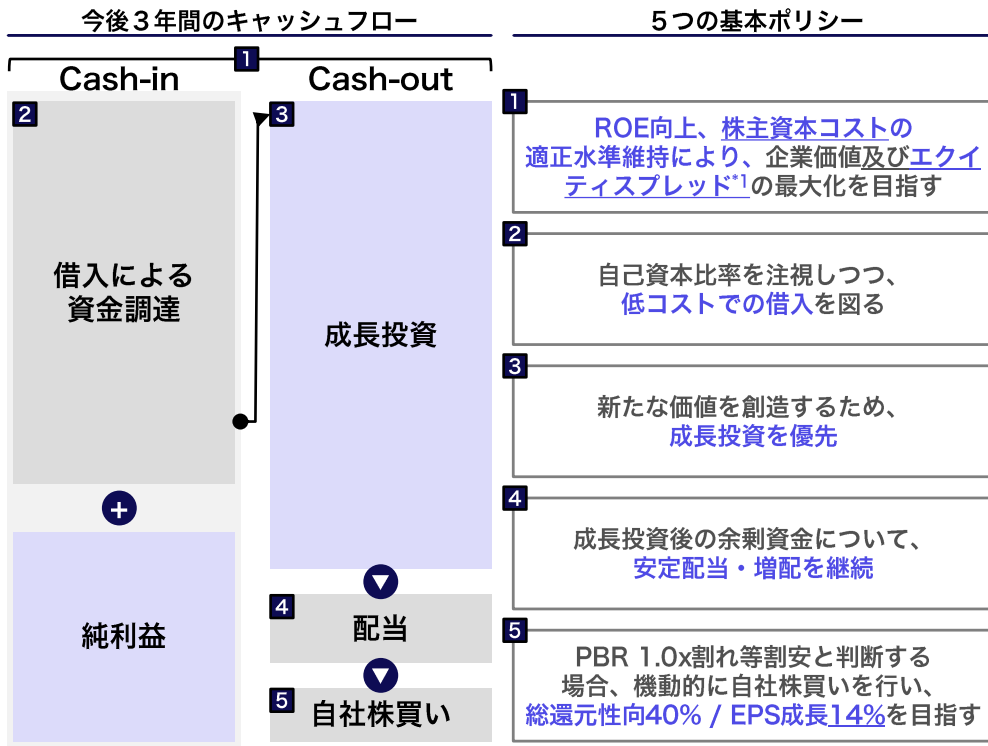 今後３年間のキャッシュフロー
1
Cash-in
Cash-out
2
借入による
資金調達
+
純利益
3
成長投資
4
配当
5
自社株買い
５つの基本ポリシー
1
ROE向上、株主資本コストの
適正水準維持により、企業価値及びエクイ
ティスプレッド*1の最大化を目指す
2
自己資本比率を注視しつつ、
低コストでの借入を図る
3
新たな価値を創造するため、
成長投資を優先
4
成長投資後の余剰資金について、
安定配当・増配を継続
5
PBR 1.0x割れ等割安と判断する
場合、機動的に自社株買いを行い、
総還元性向40% / EPS成長14%を目指す